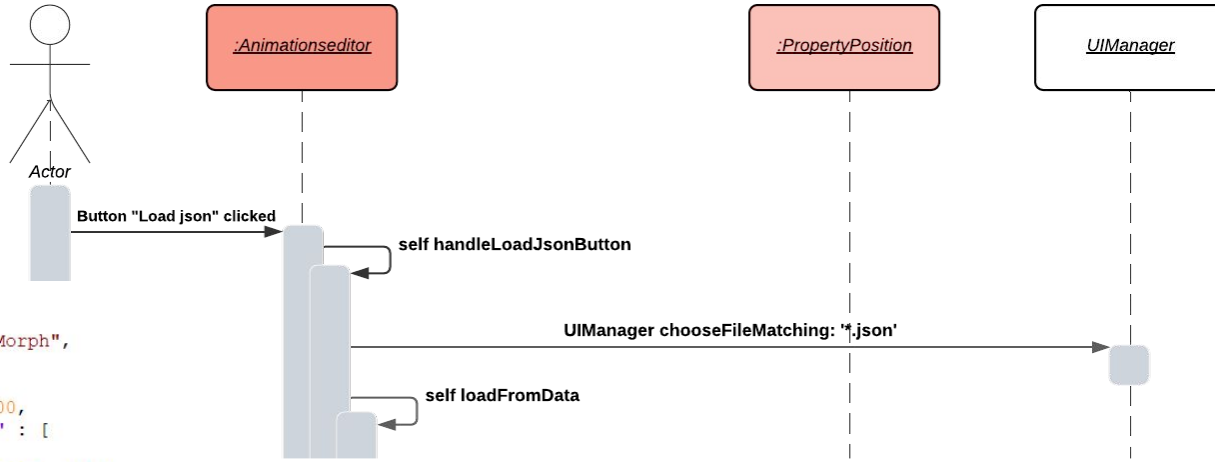 :Animationseditor
:PropertyPosition
UIManager
Actor
Button "Load json" clicked
self handleLoadJsonButton
UIManager chooseFileMatching: '*.json'
Morph",
self loadFromData
00,
" : [